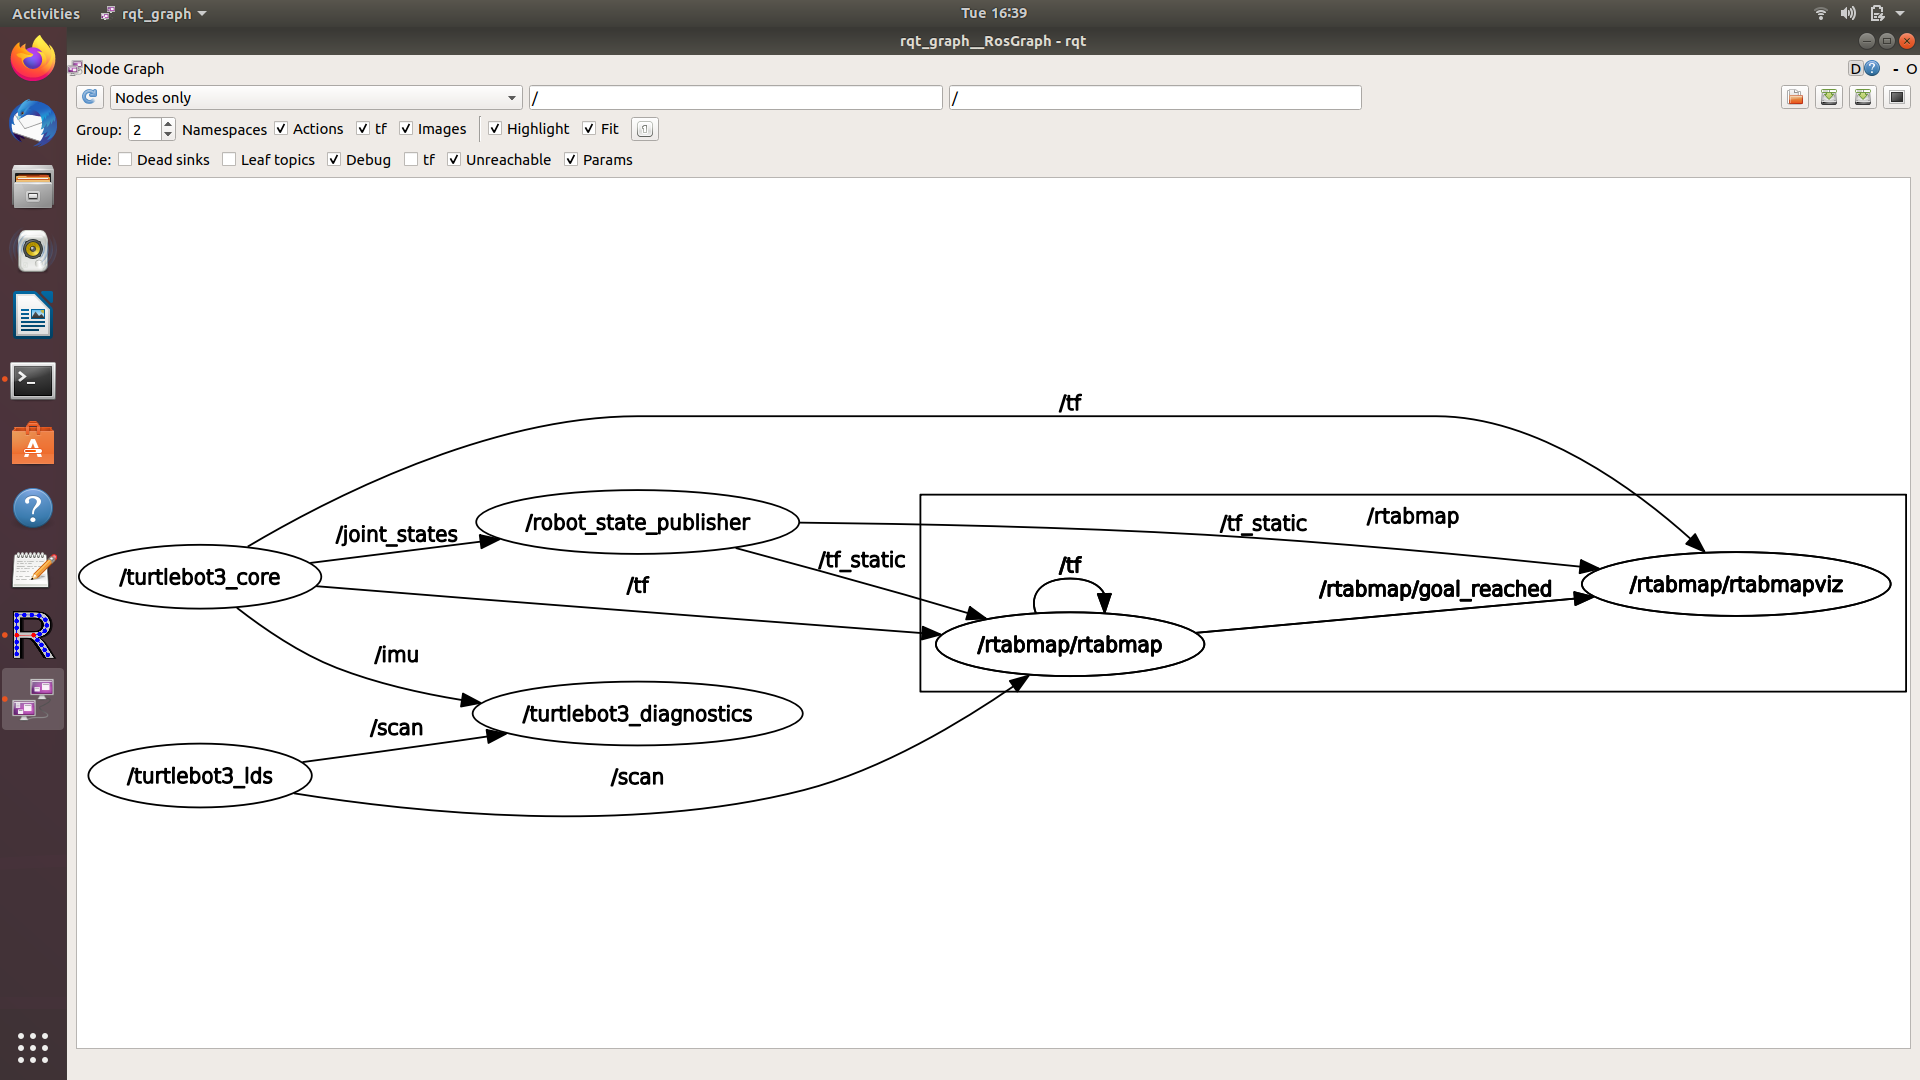 Activities rqt_graph Tue 16:39
rqt_graph__RosGraph - rqt
Node Graph D ? - O
Nodes only / /
Group: 2 Namespaces Actions tf Images Highlight Fit
Hide: Dead sinks Leaf topics Debug tf Unreachable Params
/tf
/joint_states
/robot_state_publisher
/tf_static
/rtabmap
/turtlebot3_core
/tf
/tf_static
/tf
/rtabmap/goal_reached
/rtabmap/rtabmapviz
/rtabmap/rtabmap
/imu
/turtlebot3_diagnostics
/scan
/turtlebot3_lds
/scan